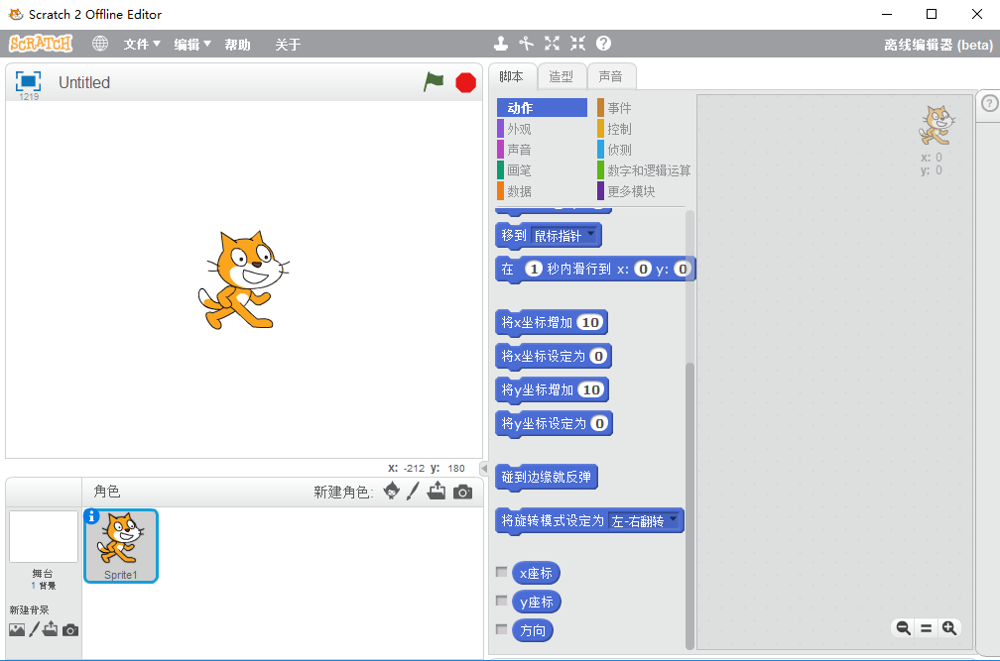 Scratch 2 Offline Editor
SCRATCH 文件 编辑 帮助 关于 离线编辑器 (beta)
1219
Untitled
脚本 造型 声音
动作 事件
外观 控制
声音 侦测
画笔 数字和逻辑运算
数据 更多模块
x: 0
y: 0
移到 鼠标指针
在 1 秒内滑行到 x: 0 y: 0
将x坐标增加 10
将x坐标设定为 0
将y坐标增加 10
将y坐标设定为 0
碰到边缘就反弹
将旋转模式设定为 左-右翻转
x座标
y座标
方向
x: -212 y: 180
角色 新建角色:
Sprite1
舞台
1 背景
新建背景